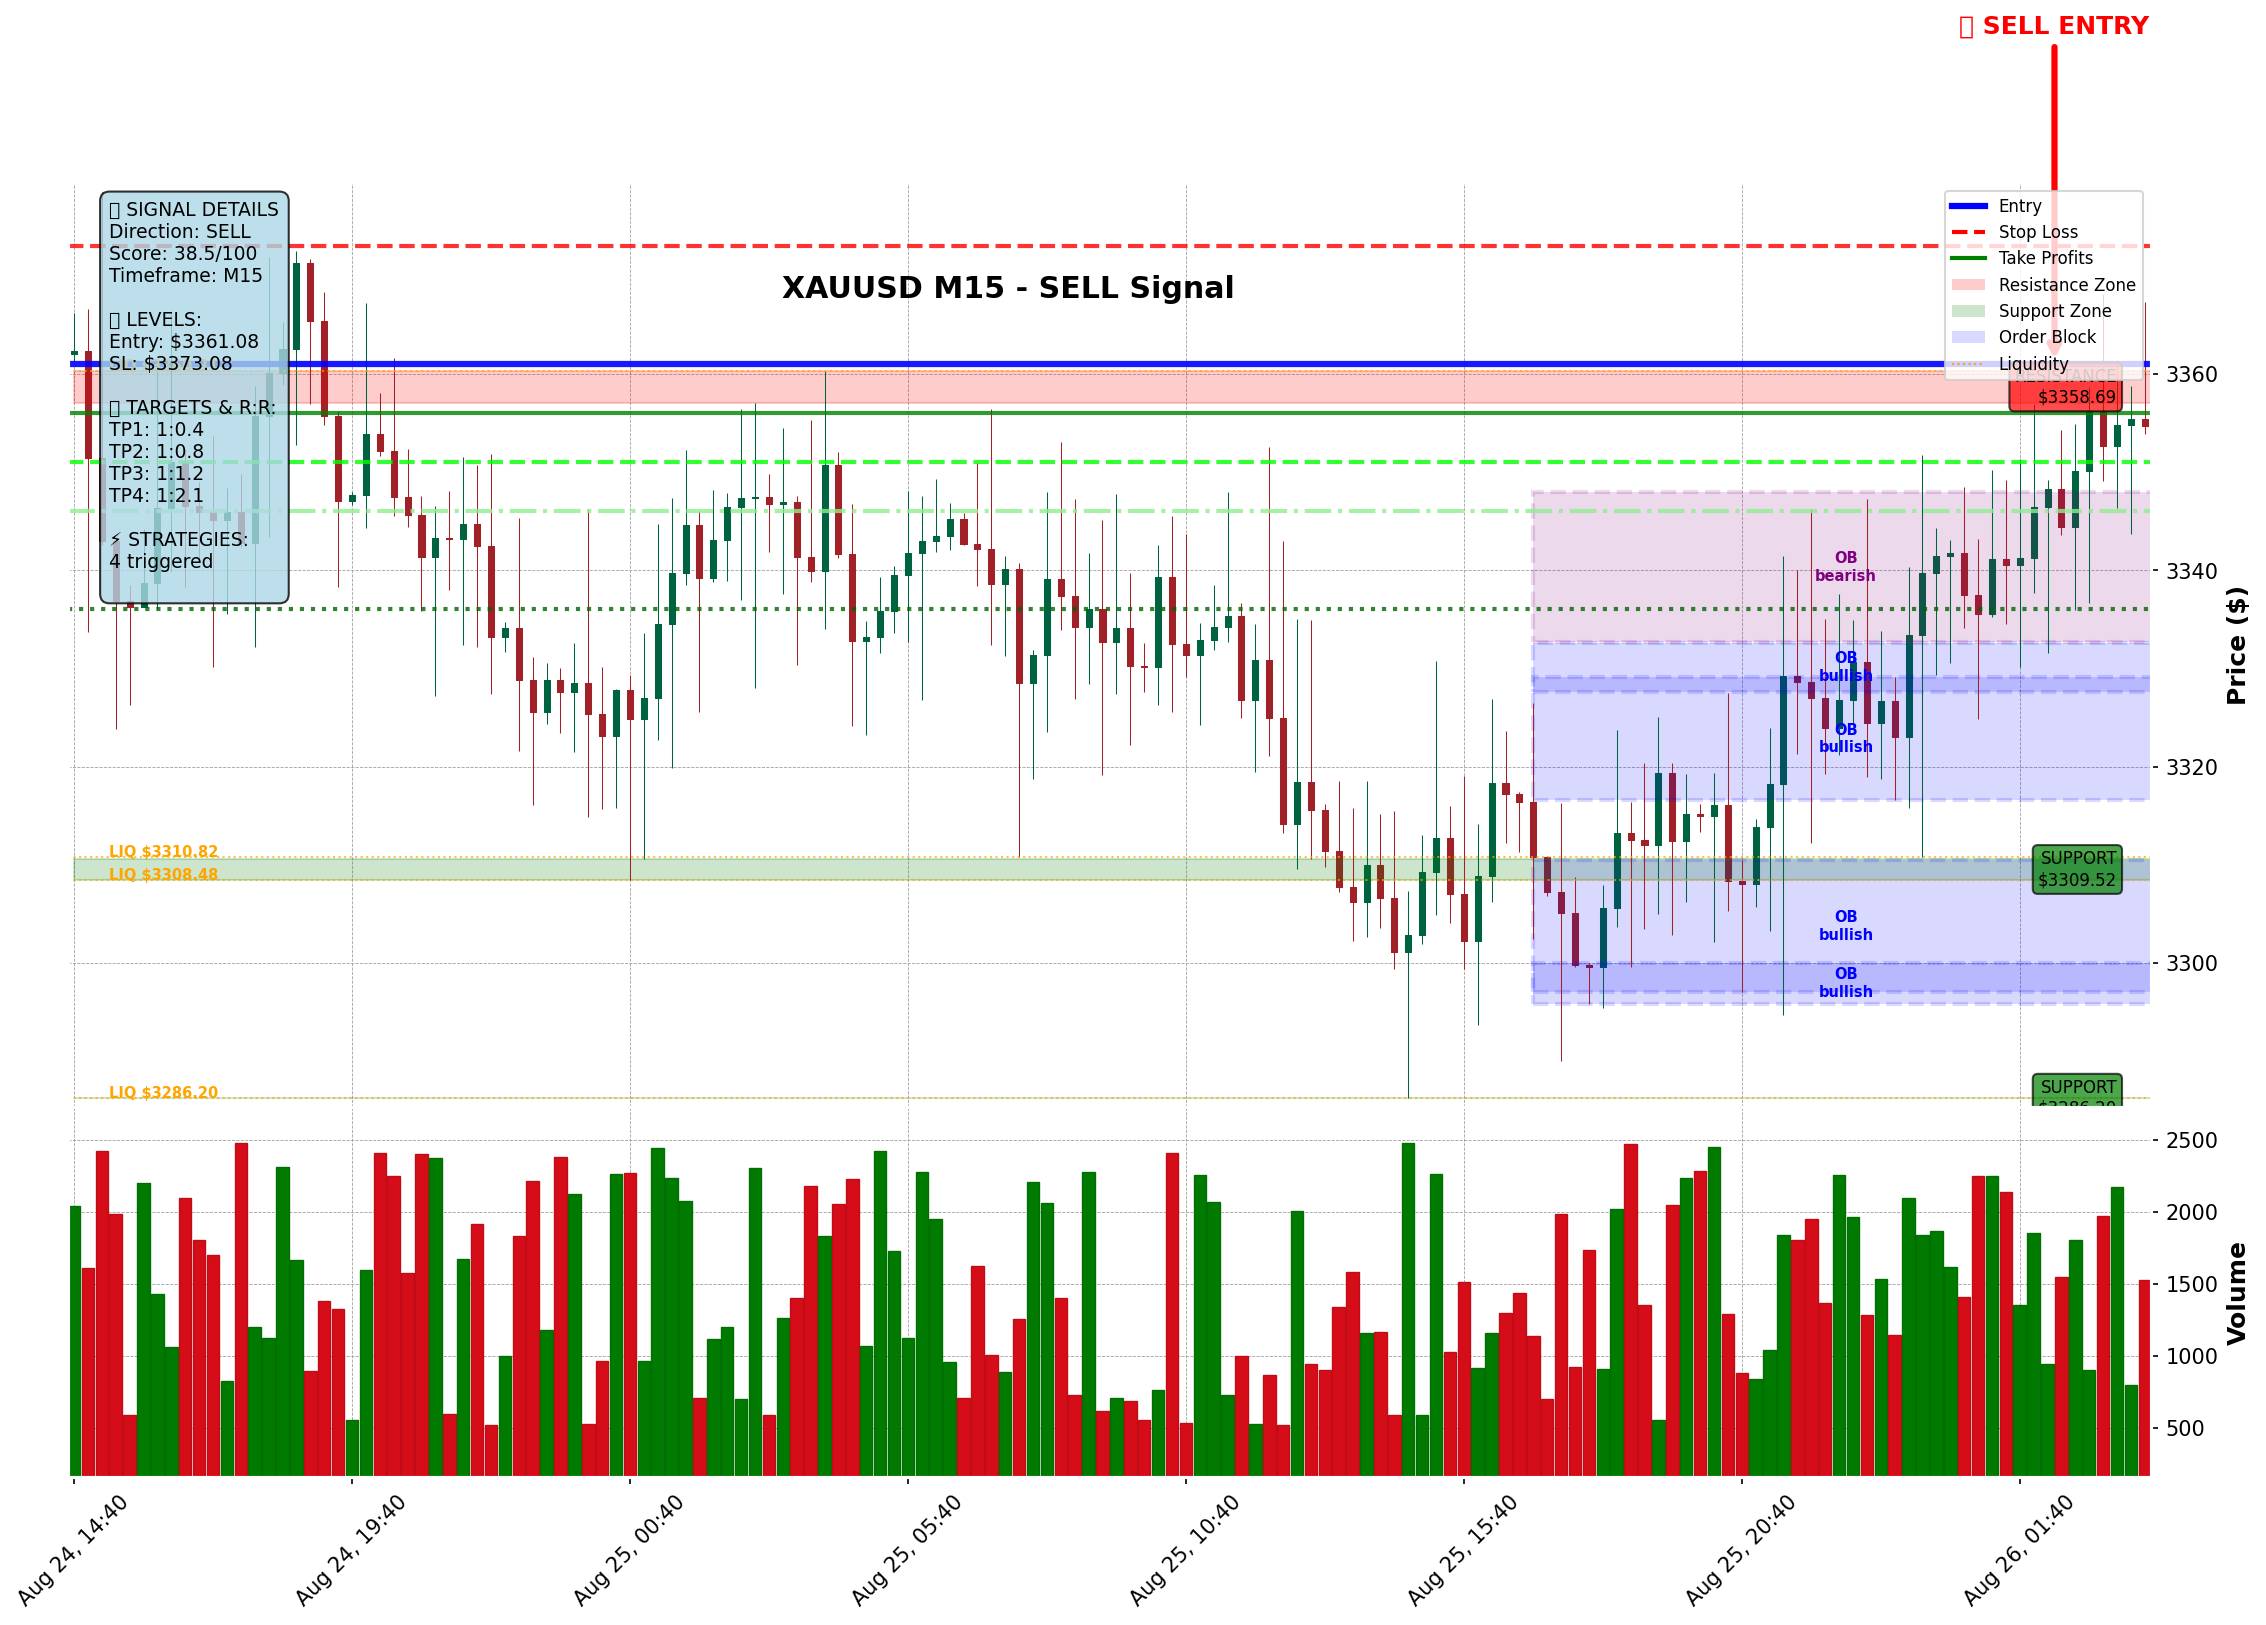 SELL ENTRY
SIGNAL DETAILS
Direction: SELL
Score: 38.5/100
Timeframe: M15
LEVELS:
Entry: $3361.08
SL: $3373.08
TARGETS & R:R:
TP1: 1:0.4
TP2: 1:0.8
TP3: 1:1.2
TP4: 1:2.1
⚡ STRATEGIES:
4 triggered
XAUUSD M15 - SELL Signal
Entry
Stop Loss
Take Profits
Resistance Zone
Support Zone
Order Block
Liquidity
RESISTANCE
$3358.69
OB
bearish
OB
bullish
OB
bullish
LIQ $3310.82
LIQ $3308.48
SUPPORT
$3309.52
OB
bullish
OB
bullish
LIQ $3286.20
SUPPORT
$3286.20
3360
3340
3320
3300
Price ($)
2500
2000
1500
1000
500
Volume
Aug 24, 14:40
Aug 24, 19:40
Aug 25, 00:40
Aug 25, 05:40
Aug 25, 10:40
Aug 25, 15:40
Aug 25, 20:40
Aug 26, 01:40